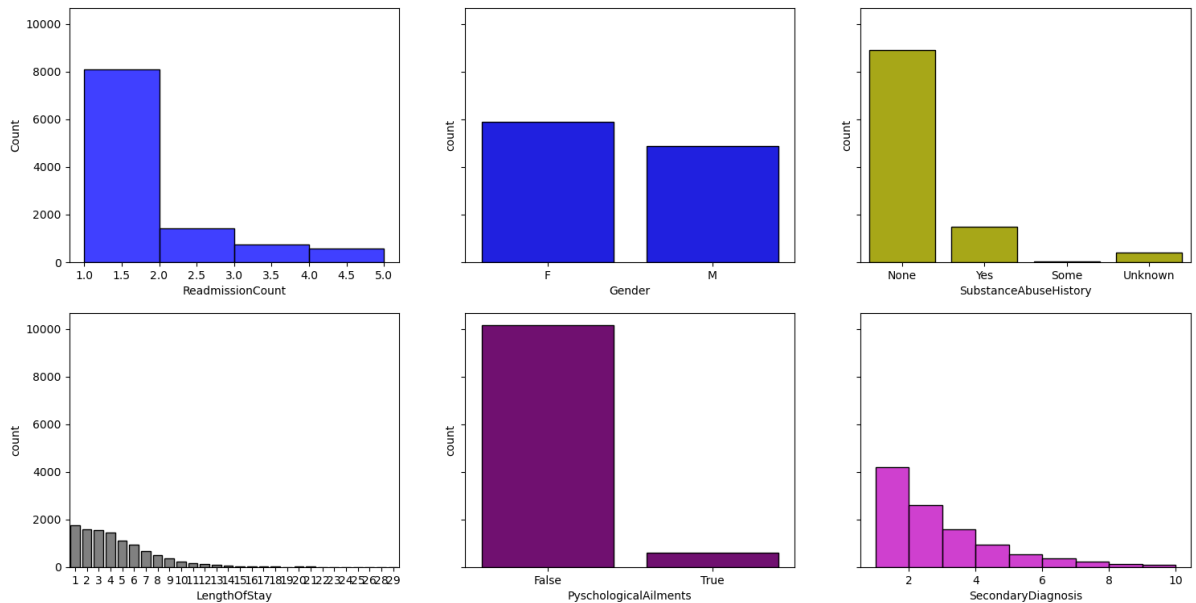 10000
8000
6000
4000
2000
0
Count
1.0 1.5 2.0 2.5 3.0 3.5 4.0 4.5 5.0
ReadmissionCount
count
F M
Gender
count
None Yes Some Unknown
SubstanceAbuseHistory
10000
8000
6000
4000
2000
0
count
1 2 3 4 5 6 7 8 9 10 11 12 13 14 15 16 17 18 19 20 21 22 23 24 25 26 28 29
LengthOfStay
count
False True
PyschologicalAilments
2 4 6 8 10
SecondaryDiagnosis